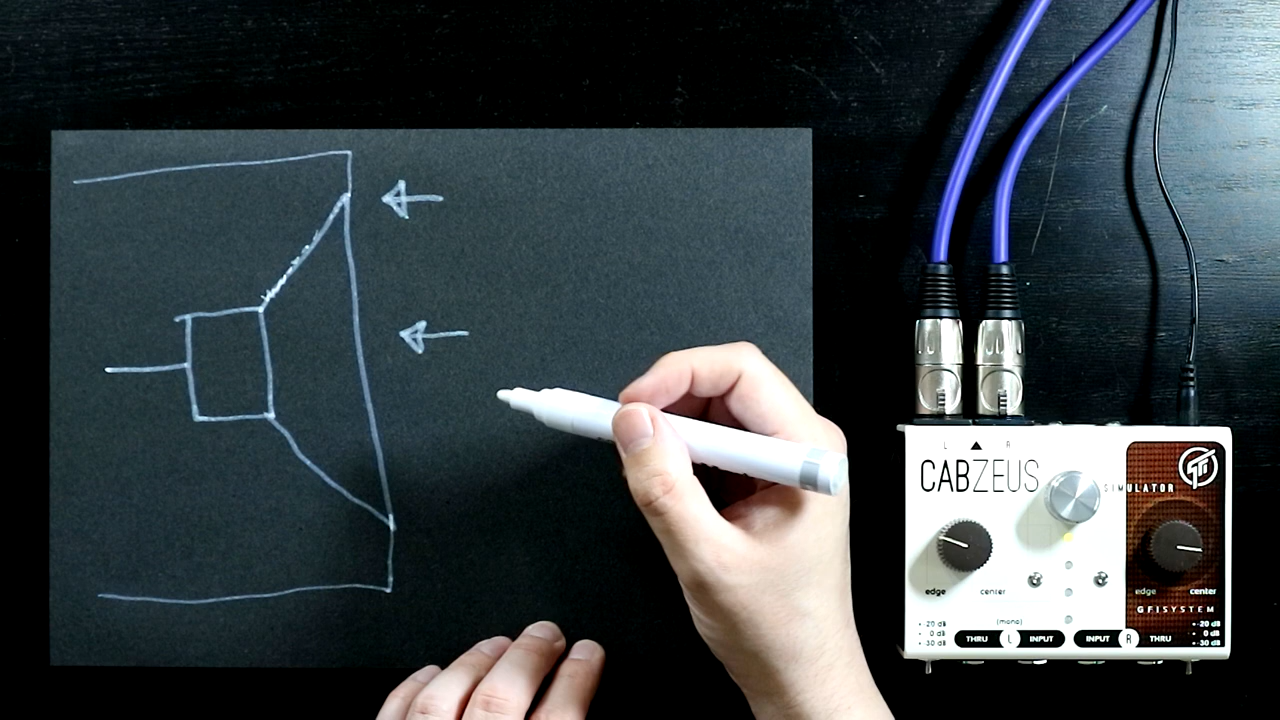 L R
CABZEUS
SIMULATOR
edge center edge center
GFISYSTEM
(mono)
-20 dB -20 dB
0 dB 0 dB
+30 dB +30 dB
THRU L INPUT INPUT R THRU